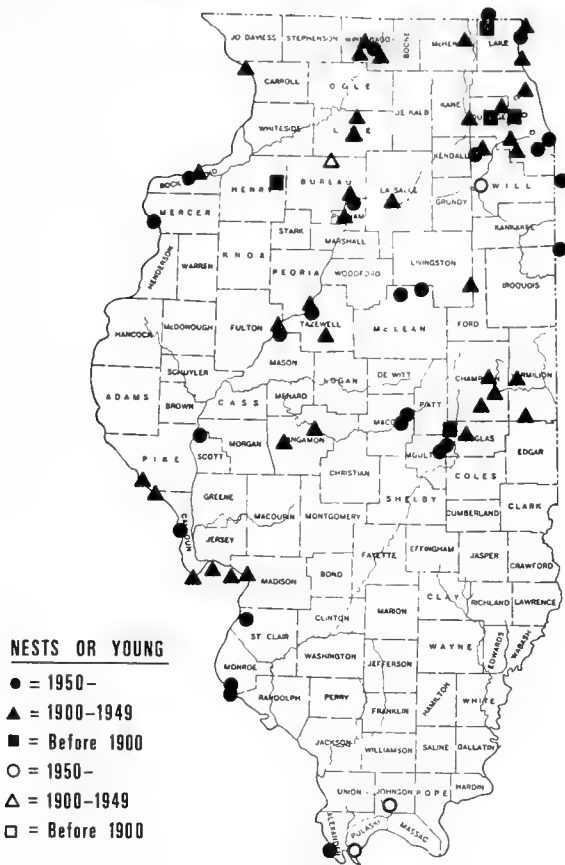 JO DAVIESS STEPHENSON WINNEBAGO BOONE McHENRY LAKE
CARROLL OGLE
DE KALB KANE
WHITESIDE LEE
KENDALL
ROCK ISLAND HENRY BUREAU LA SALLE GRUNDY WILL
MERCER PUTNAM KANKAKEE
STARK MARSHALL
HENDERSON WARREN KNOX PEORIA WOODFORD LIVINGSTON
IROQUOIS
HANCOCK McDONOUGH FULTON TAZEWELL McLEAN FORD
MASON
SCHUYLER LOGAN DE WITT CHAMPAIGN VERMILION
ADAMS BROWN CASS MENARD PIATT
MACON
SCOTT MORGAN SANGAMON DOUGLAS EDGAR
PIKE CHRISTIAN MOULTRIE
COLES
SHELBY
GREENE CUMBERLAND CLARK
CALHOUN MACOUPIN MONTGOMERY
JERSEY
FAYETTE EFFINGHAM JASPER CRAWFORD
MADISON BOND
CLAY RICHLAND LAWRENCE
CLINTON MARION
ST CLAIR
WAYNE EDWARDS WABASH
MONROE WASHINGTON JEFFERSON
RANDOLPH PERRY HAMILTON WHITE
FRANKLIN
JACKSON WILLIAMSON SALINE GALLATIN
UNION JOHNSON POPE HARDIN
ALEXANDER PULASKI MASSAC
NESTS OR YOUNG
● = 1950-
▲ = 1900-1949
■ = Before 1900
○ = 1950-
△ = 1900-1949
□ = Before 1900